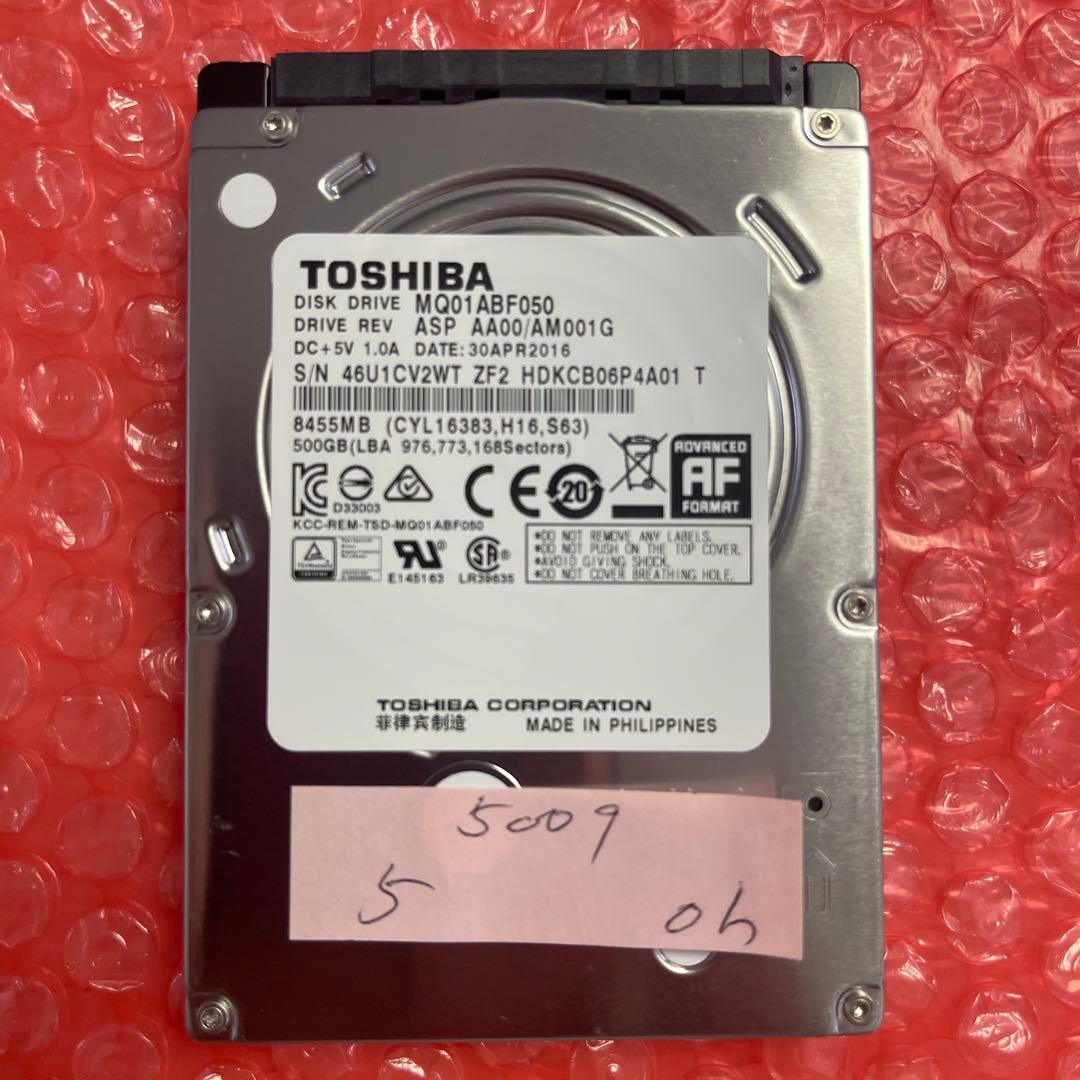 TOSHIBA
DISK DRIVE MQ01ABF050
DRIVE REV ASP AA00/AM001G
DC+5V 1.0A DATE:30APR2016
S/N 46U1CV2WT ZF2 HDKCB06P4A01 T
8455MB (CYL16383,H16,S63)
500GB(LBA 976,773,168Sectors)
ADVANCED
AF
FORMAT
20
D33003
KCC-REM-TSD-MQ01ABF050
E145163
LR39635
*DO NOT REMOVE ANY LABELS.
*DO NOT PUSH ON THE TOP COVER.
*AVOID GIVING SHOCK.
*DO NOT COVER BREATHING HOLE.
TOSHIBA CORPORATION
菲律宾制造 MADE IN PHILIPPINES
5009
5 0h